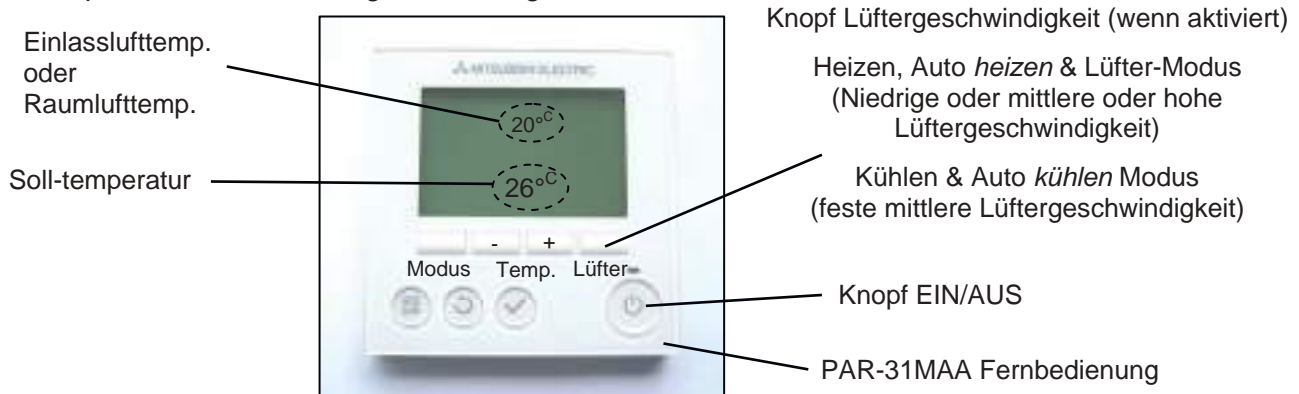 Einlasslufttemp.
oder
Raumlufttemp.
Soll-temperatur
MITSUBISHI ELECTRIC
20°C
26°C
- +
Modus Temp. Lüfter
Knopf Lüftergeschwindigkeit (wenn aktiviert)
Heizen, Auto heizen & Lüfter-Modus
(Niedrige oder mittlere oder hohe
Lüftergeschwindigkeit)
Kühlen & Auto kühlen Modus
(feste mittlere Lüftergeschwindigkeit)
Knopf EIN/AUS
PAR-31MAA Fernbedienung